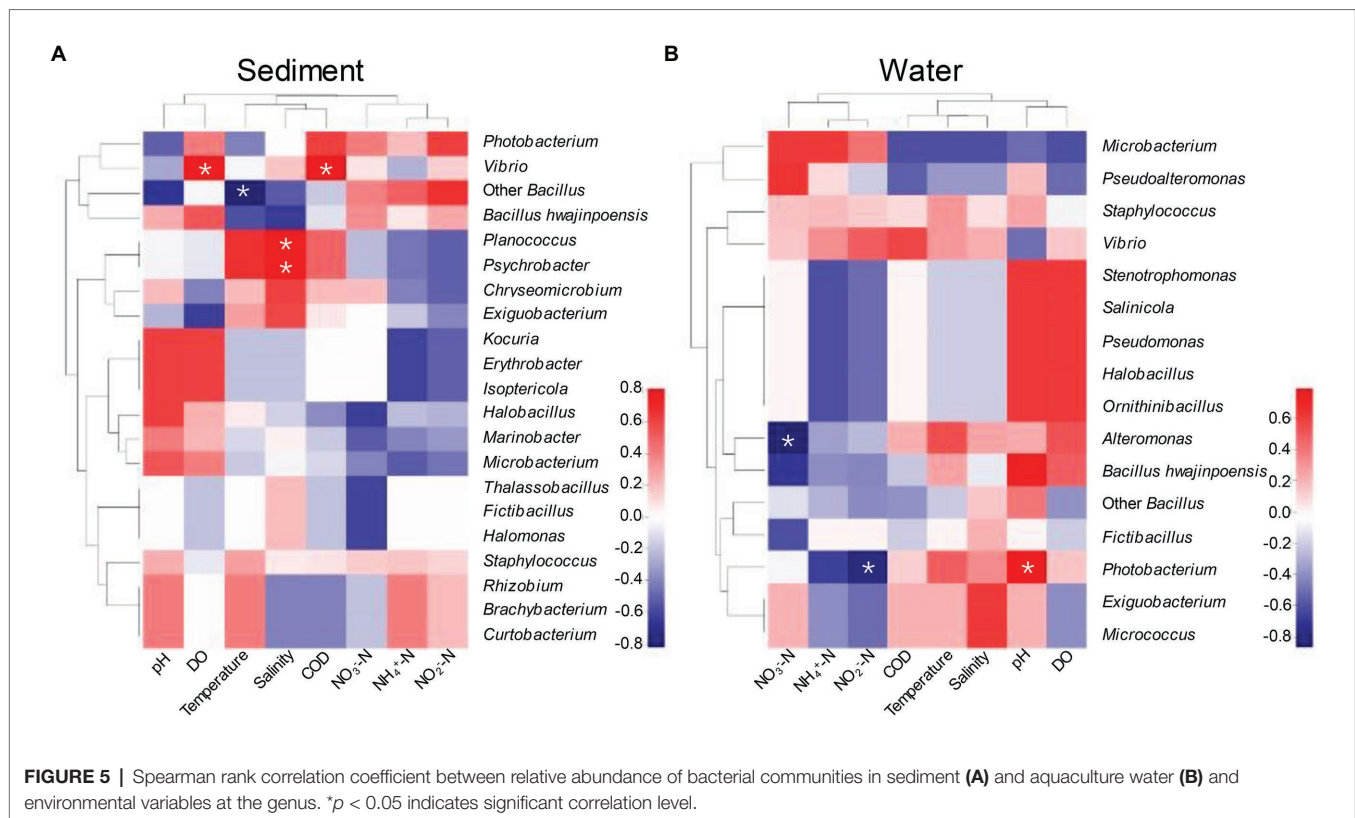 A
Sediment
Photobacterium
Vibrio
Other Bacillus
Bacillus hwajinpoensis
Planococcus
Psychrobacter
Chryseomicrobium
Exiguobacterium
Kocuria
Erythrobacter
Isoptericola
Halobacillus
Marinobacter
Microbacterium
Thalassobacillus
Fictibacillus
Halomonas
Staphylococcus
Rhizobium
Brachybacterium
Curtobacterium
0.8
0.6
0.4
0.2
0.0
-0.2
-0.4
-0.6
-0.8
pH
DO
Temperature
Salinity
COD
NO₃⁻-N
NH₄⁺-N
NO₂⁻-N
* *
*
*
*
B
Water
Microbacterium
Pseudoalteromonas
Staphylococcus
Vibrio
Stenotrophomonas
Salinicola
Pseudomonas
Halobacillus
Ornithinibacillus
Alteromonas
Bacillus hwajinpoensis
Other Bacillus
Fictibacillus
Photobacterium
Exiguobacterium
Micrococcus
0.6
0.4
0.2
0.0
-0.2
-0.4
-0.6
-0.8
NO₃⁻-N
NH₄⁺-N
NO₂⁻-N
COD
Temperature
Salinity
pH
DO
*
* *
FIGURE 5 | Spearman rank correlation coefficient between relative abundance of bacterial communities in sediment (A) and aquaculture water (B) and
environmental variables at the genus. *p < 0.05 indicates significant correlation level.